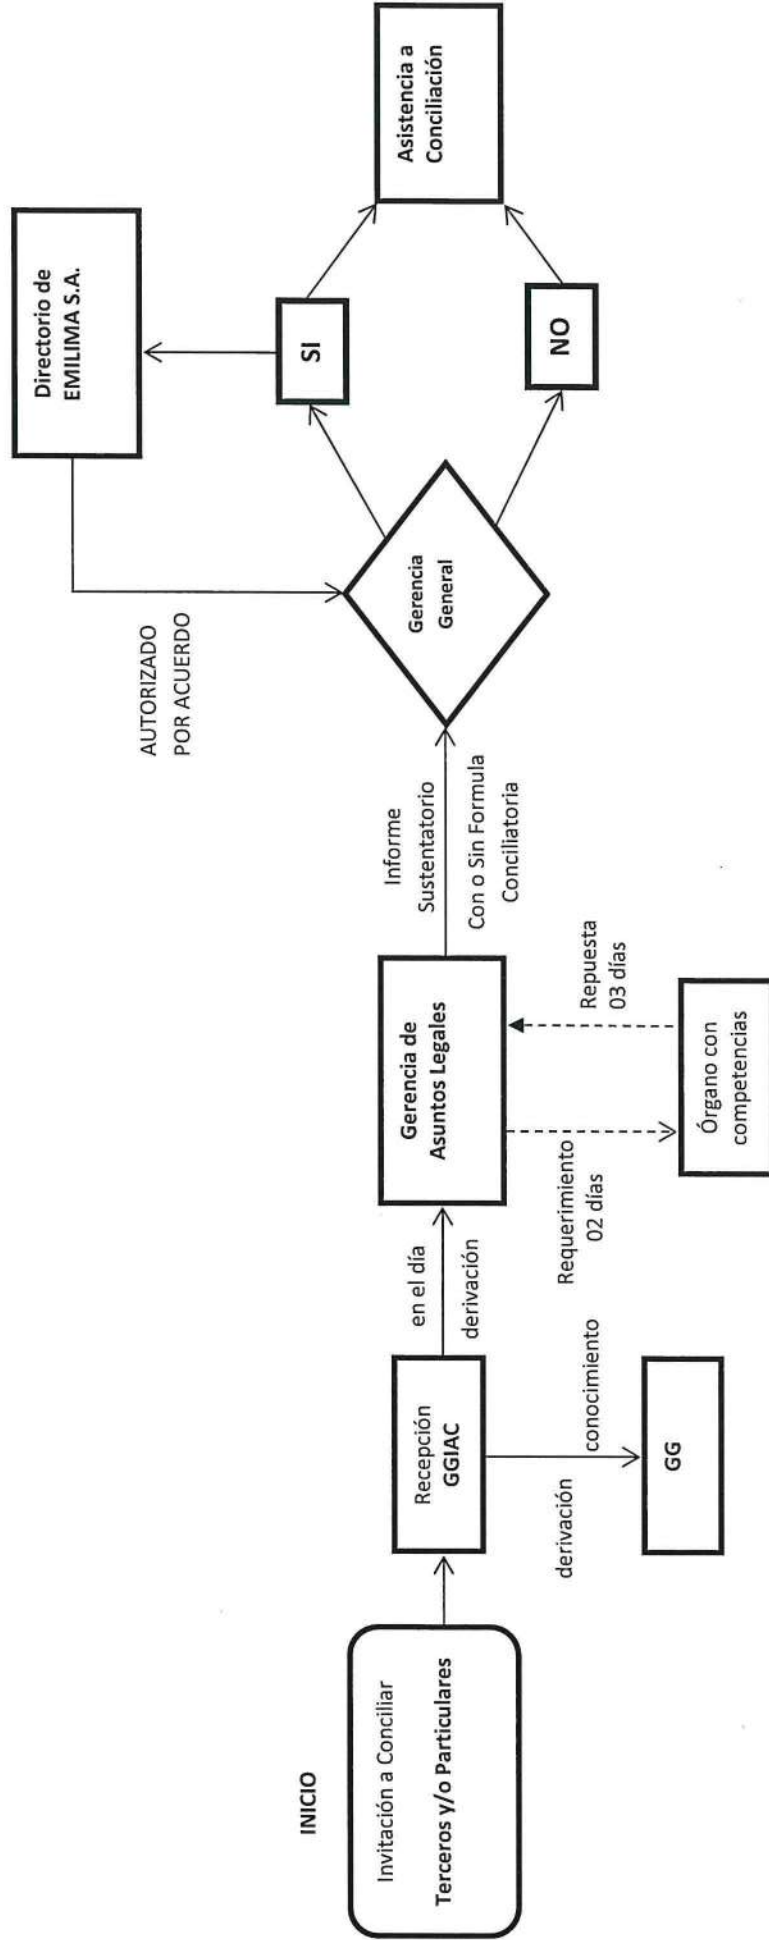 INICIO
Invitación a Conciliar
Terceros y/o Particulares
Recepción
GGIAC
derivación
conocimiento
GG
en el día
derivación
Gerencia de
Asuntos Legales
Requerimiento
02 días
Repuesta
03 días
Órgano con
competencias
Informe
Sustentatorio
Con o Sin Formula
Conciliatoria
Gerencia
General
AUTORIZADO
POR ACUERDO
Directorio de
EMILIMA S.A.
SI
NO
Asistencia a
Conciliación